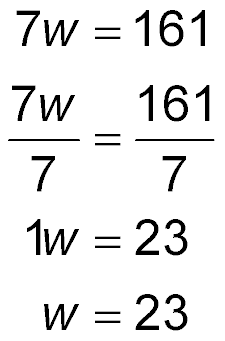 7w = 161
7w/7 = 161/7
1w = 23
w = 23